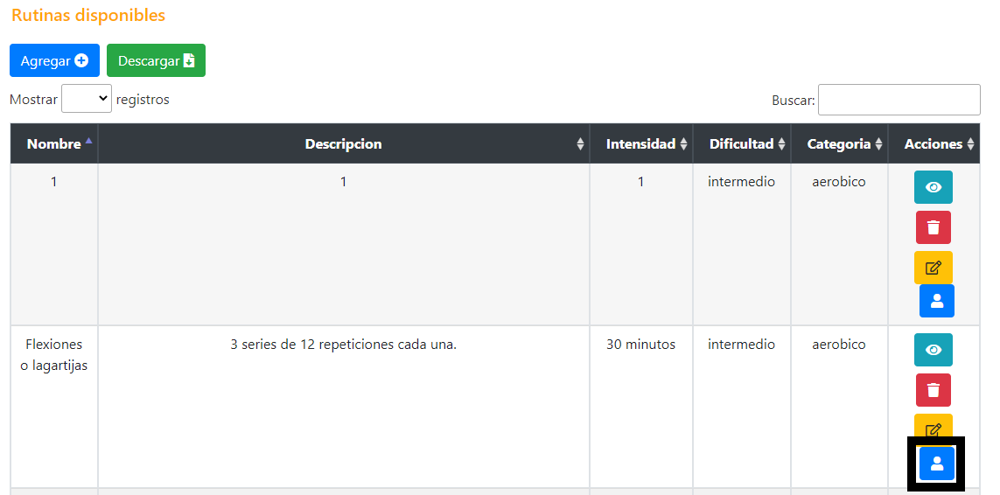 Rutinas disponibles
Agregar Descargar
Mostrar registros Buscar:
Nombre Descripcion Intensidad Dificultad Categoria Acciones
1 1 1 intermedio aerobico
Flexiones 3 series de 12 repeticiones cada una. 30 minutos intermedio aerobico
o lagartijas